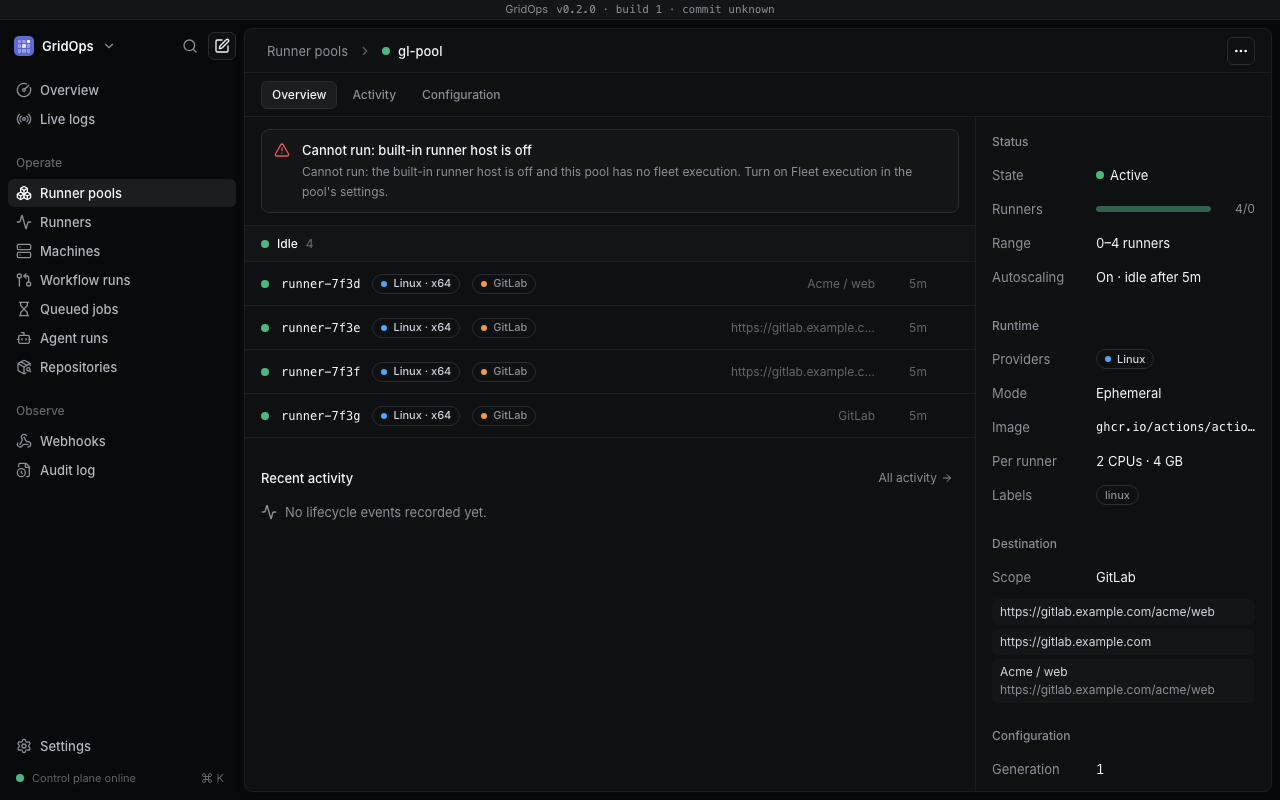 GridOps v0.2.0 · build 1 · commit unknown
GridOps
Overview
Live logs
Operate
Runner pools
Runners
Machines
Workflow runs
Queued jobs
Agent runs
Repositories
Observe
Webhooks
Audit log
Settings
Control plane online ⌘ K
Runner pools > gl-pool
Overview Activity Configuration
Cannot run: built-in runner host is off
Cannot run: the built-in runner host is off and this pool has no fleet execution. Turn on Fleet execution in the
pool's settings.
Idle 4
runner-7f3d Linux · x64 GitLab Acme / web 5m
runner-7f3e Linux · x64 GitLab https://gitlab.example.c... 5m
runner-7f3f Linux · x64 GitLab https://gitlab.example.c... 5m
runner-7f3g Linux · x64 GitLab GitLab 5m
Recent activity All activity →
No lifecycle events recorded yet.
Status
State Active
Runners 4/0
Range 0–4 runners
Autoscaling On · idle after 5m
Runtime
Providers Linux
Mode Ephemeral
Image ghcr.io/actions/actio…
Per runner 2 CPUs · 4 GB
Labels linux
Destination
Scope GitLab
https://gitlab.example.com/acme/web
https://gitlab.example.com
Acme / web
https://gitlab.example.com/acme/web
Configuration
Generation 1